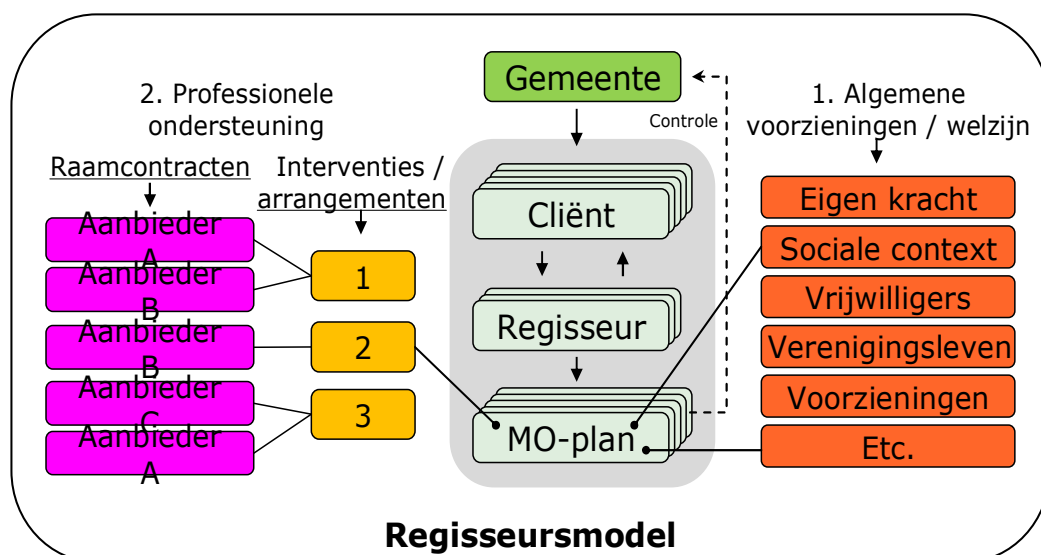 Gemeente
Controle
2. Professionele
ondersteuning
Raamcontracten
Interventies /
arrangementen
Aanbieder
A
Aanbieder
B
Aanbieder
B
Aanbieder
C
Aanbieder
A
1
2
3
Cliënt
Regisseur
MO-plan
1. Algemene
voorzieningen / welzijn
Eigen kracht
Sociale context
Vrijwilligers
Verenigingsleven
Voorzieningen
Etc.
Regisseursmodel